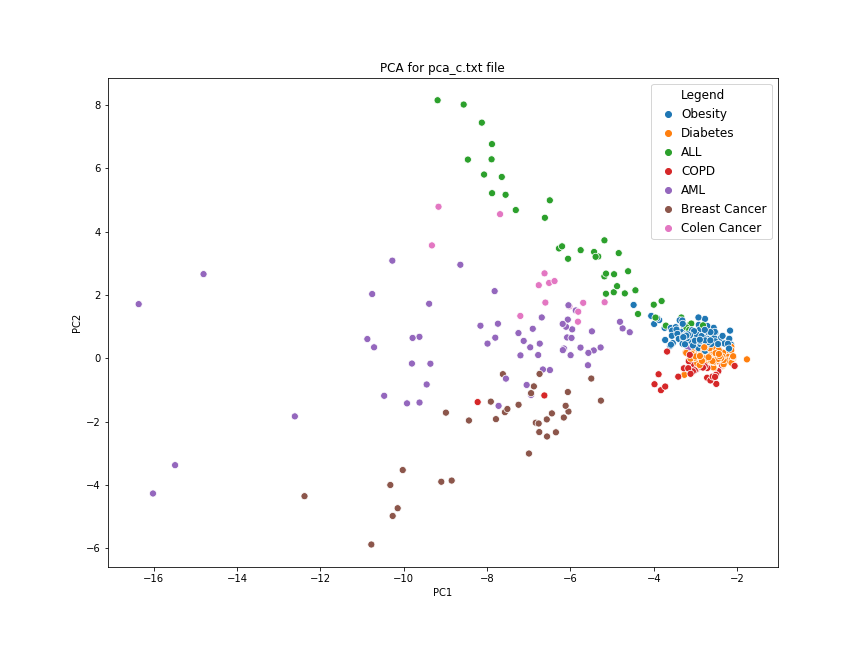 PCA for pca_c.txt file
Legend
Obesity
Diabetes
ALL
COPD
AML
Breast Cancer
Colen Cancer
PC2
8
6
4
2
0
−2
−4
−6
−16 −14 −12 −10 −8 −6 −4 −2
PC1